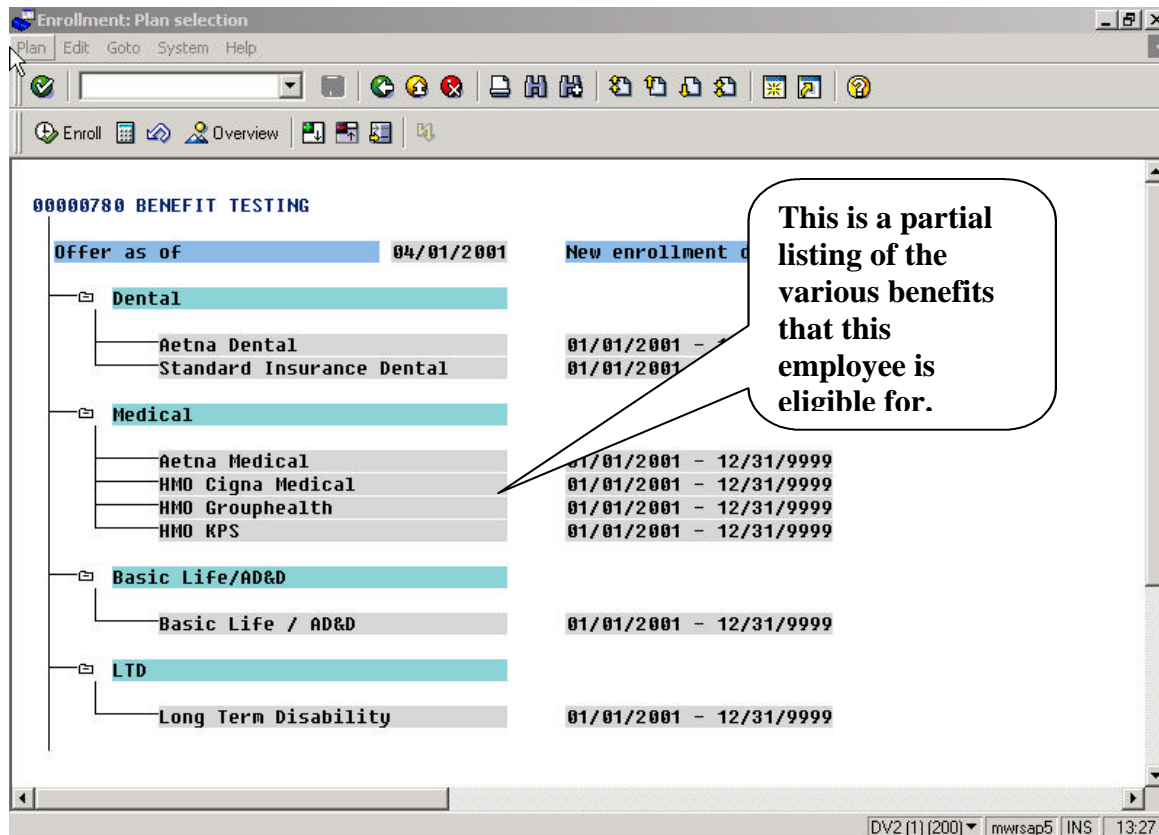 Enrollment: Plan selection
Plan Edit Goto System Help
Enroll Overview
00000780 BENEFIT TESTING
Offer as of 04/01/2001 New enrollment
Dental
Aetna Dental 01/01/2001 -
Standard Insurance Dental 01/01/2001
Medical
Aetna Medical 01/01/2001 - 12/31/9999
HMO Cigna Medical 01/01/2001 - 12/31/9999
HMO Grouphealth 01/01/2001 - 12/31/9999
HMO KPS 01/01/2001 - 12/31/9999
Basic Life/AD&D
Basic Life / AD&D 01/01/2001 - 12/31/9999
LTD
Long Term Disability 01/01/2001 - 12/31/9999
This is a partial
listing of the
various benefits
that this
employee is
eligible for.
DV2 (1) (200) mwrsap5 INS 13:27